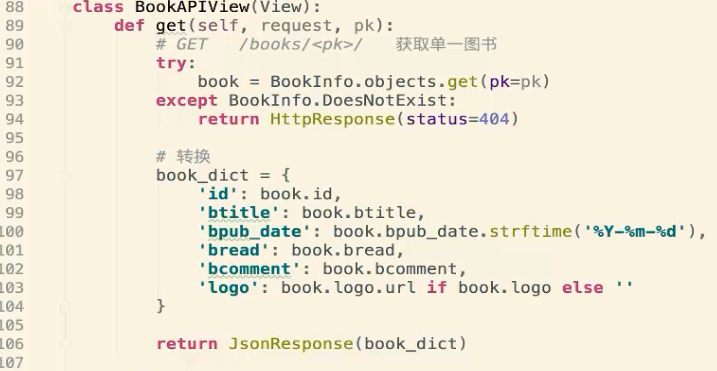 88 class BookAPIView(View):
89     def get(self, request, pk):
90         # GET   /books/<pk>/   获取单一图书
91         try:
92             book = BookInfo.objects.get(pk=pk)
93         except BookInfo.DoesNotExist:
94             return HttpResponse(status=404)
95
96         # 转换
97         book_dict = {
98             'id': book.id,
99             'btitle': book.btitle,
100             'bpub_date': book.bpub_date.strftime('%Y-%m-%d'),
101             'bread': book.bread,
102             'bcomment': book.bcomment,
103             'logo': book.logo.url if book.logo else ''
104         }
105
106         return JsonResponse(book_dict)
107